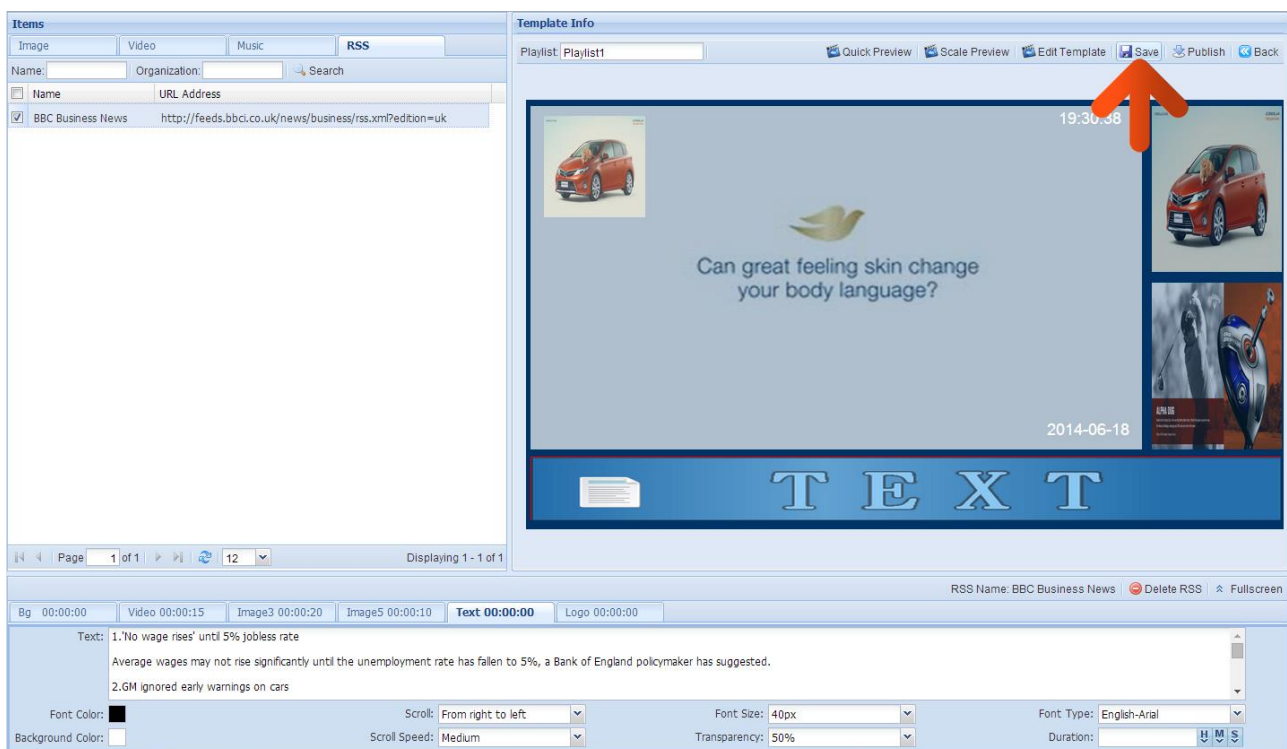 Items
Image Video Music RSS
Name: Organization: Search
Name URL Address
BBC Business News http://feeds.bbci.co.uk/news/business/rss.xml?edition=uk
Page 1 of 1 12 Displaying 1 - 1 of 1
Template Info
Playlist: Playlist1 Quick Preview Scale Preview Edit Template Save Publish Back
19:30:38
Can great feeling skin change
your body language?
ALPHA DOG
2014-06-18
TEXT
RSS Name: BBC Business News Delete RSS Fullscreen
Bg 00:00:00 Video 00:00:15 Image3 00:00:20 Image5 00:00:10 Text 00:00:00 Logo 00:00:00
Text: 1.'No wage rises' until 5% jobless rate
Average wages may not rise significantly until the unemployment rate has fallen to 5%, a Bank of England policymaker has suggested.
2.GM ignored early warnings on cars
Font Color: Scroll: From right to left Font Size: 40px Font Type: English-Arial
Background Color: Scroll Speed: Medium Transparency: 50% Duration: H M S